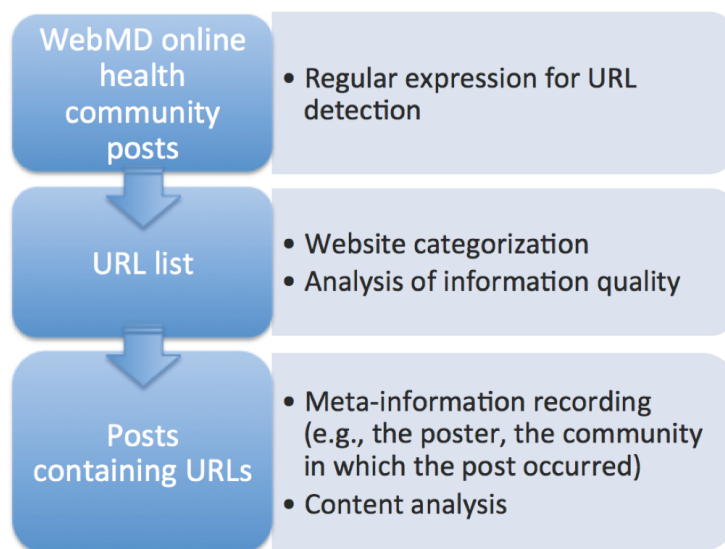 WebMD online
health
community
posts
• Regular expression for URL
detection
URL list
• Website categorization
• Analysis of information quality
Posts
containing URLs
• Meta-information recording
(e.g., the poster, the community
in which the post occurred)
• Content analysis